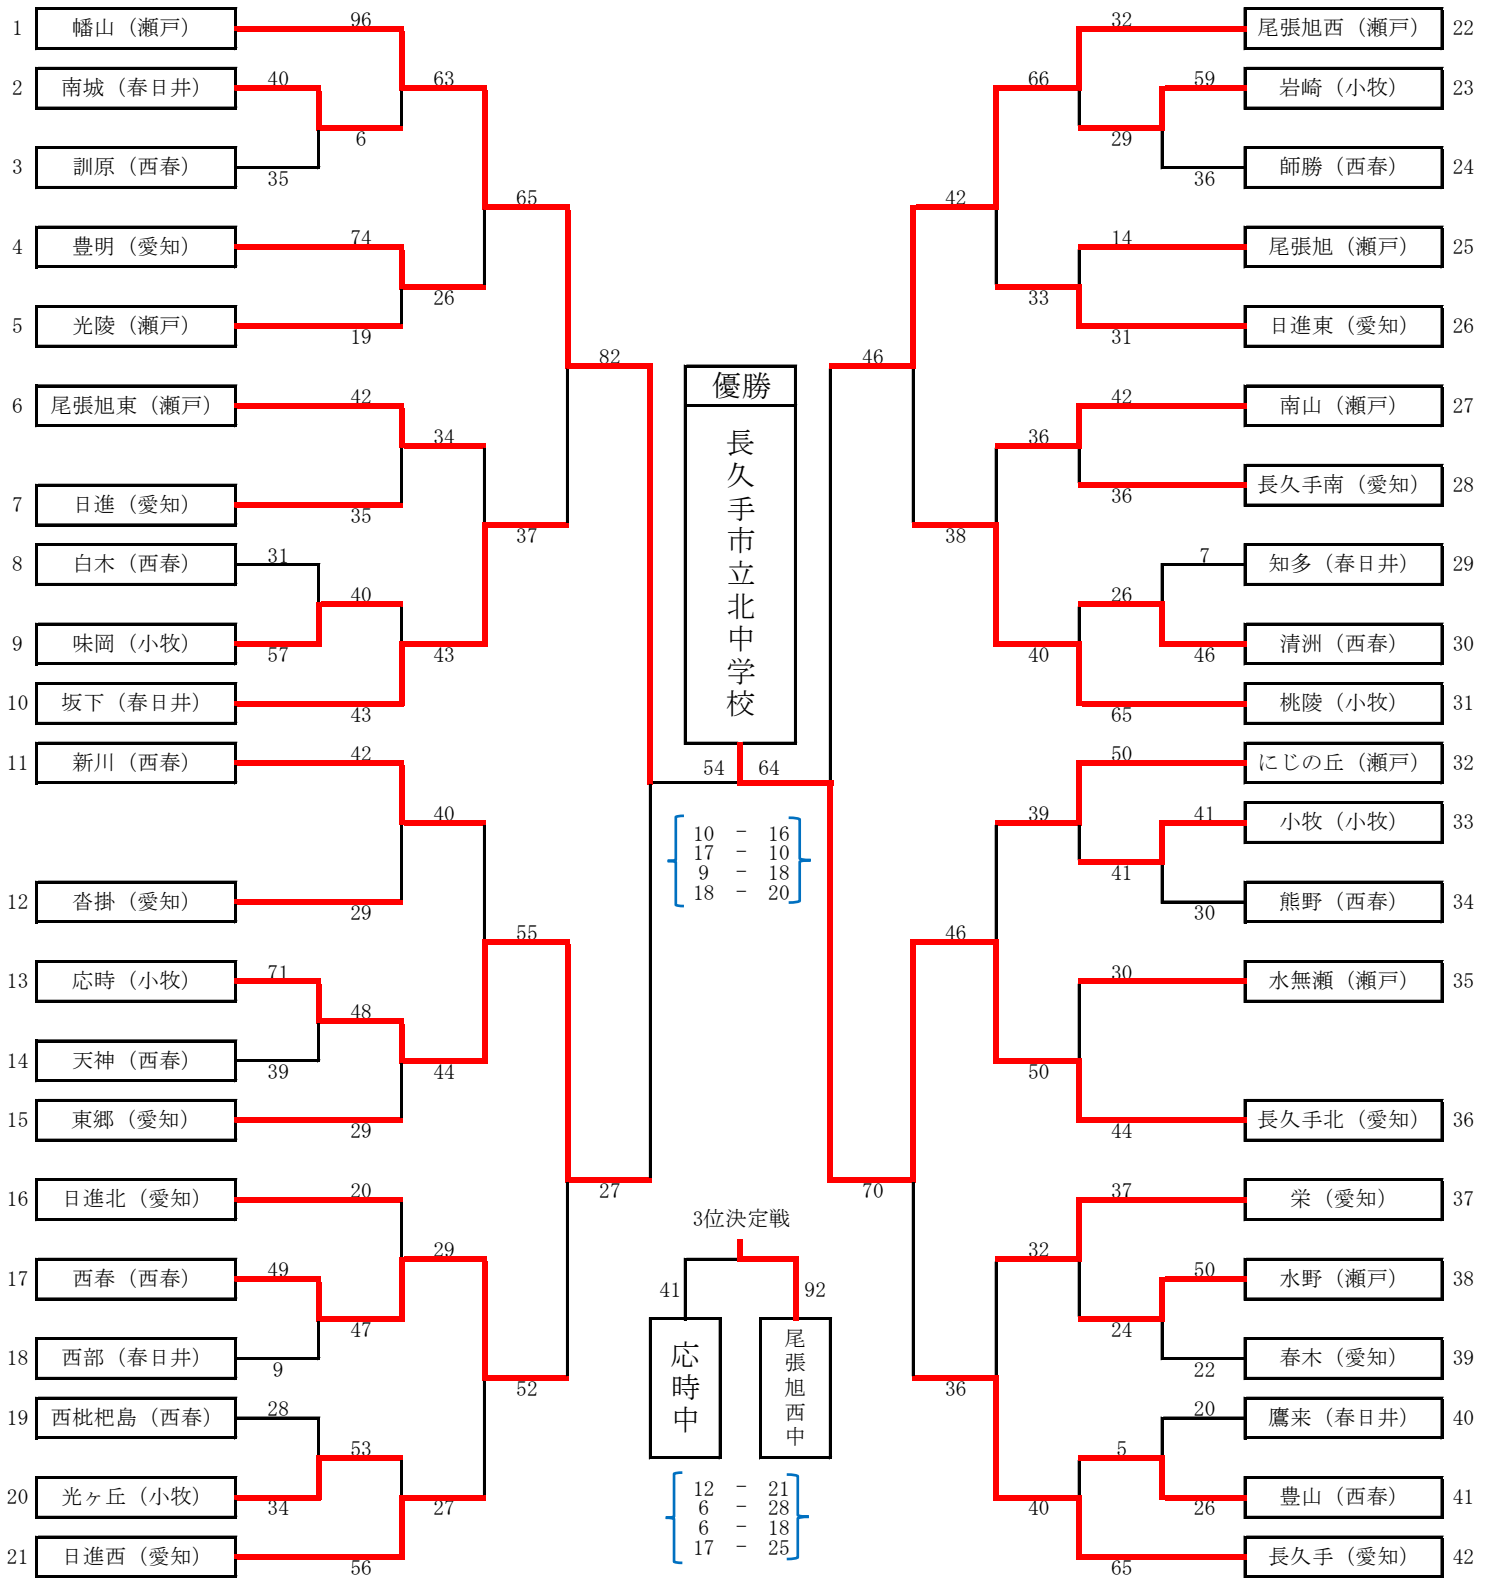 1 幡山（瀬戸） 96
2 南城（春日井） 40
63
6
3 訓原（西春） 35
65
4 豊明（愛知） 74
26
5 光陵（瀬戸） 19
82
6 尾張旭東（瀬戸） 42
34
7 日進（愛知） 35
37
8 白木（西春） 31
40
9 味岡（小牧） 57
43
10 坂下（春日井） 43
11 新川（西春） 42
40
12 沓掛（愛知） 29
55
13 応時（小牧） 71
48
14 天神（西春） 39
44
15 東郷（愛知） 29
27
16 日進北（愛知） 20
29
17 西春（西春） 49
47
18 西部（春日井） 9
52
19 西枇杷島（西春） 28
53
20 光ヶ丘（小牧） 34
27
21 日進西（愛知） 56
優勝
長久手市立北中学校
54 64
10 - 16
17 - 10
9 - 18
18 - 20
3位決定戦
41 92
応時中
尾張旭西中
12 - 21
6 - 28
6 - 18
17 - 25
32 尾張旭西（瀬戸） 22
66
59 岩崎（小牧） 23
29
36 師勝（西春） 24
42
14 尾張旭（瀬戸） 25
33
31 日進東（愛知） 26
46
42 南山（瀬戸） 27
36
36 長久手南（愛知） 28
38
7 知多（春日井） 29
26
46 清洲（西春） 30
40
65 桃陵（小牧） 31
50 にじの丘（瀬戸） 32
39
41 小牧（小牧） 33
41
30 熊野（西春） 34
46
30 水無瀬（瀬戸） 35
50
44 長久手北（愛知） 36
70
37 栄（愛知） 37
32
50 水野（瀬戸） 38
24
22 春木（愛知） 39
36
20 鷹来（春日井） 40
5
26 豊山（西春） 41
40
65 長久手（愛知） 42